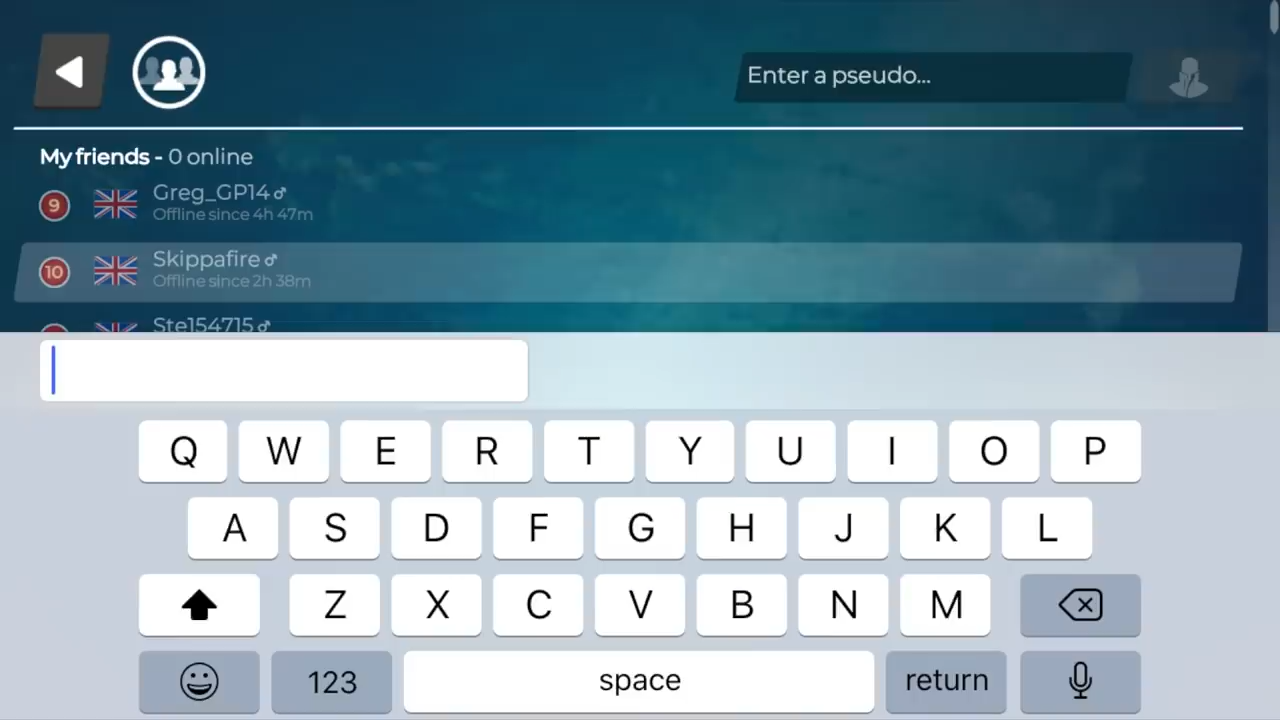 Enter a pseudo...
My friends - 0 online
9 Greg_GP14♂
Offline since 4h 47m
10 Skippafire♂
Offline since 2h 38m
Ste154715♂
Q W E R T Y U I O P
A S D F G H J K L
Z X C V B N M
123 space return